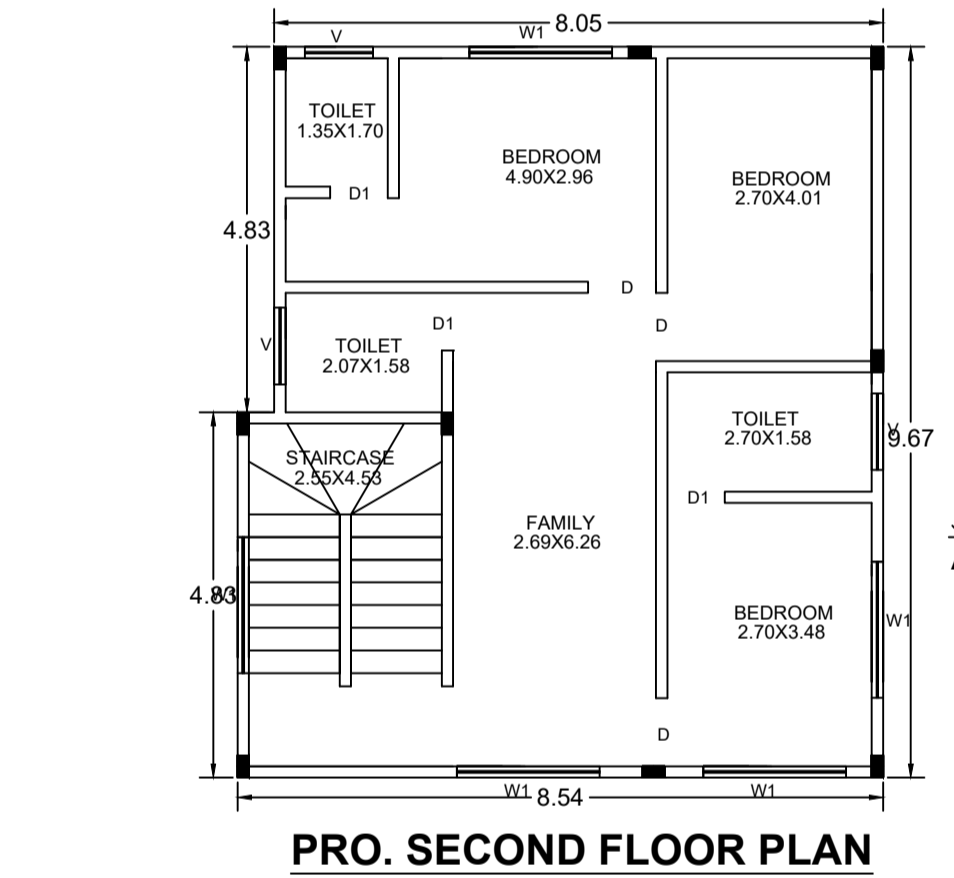 8.05
V
W1
TOILET
1.35X1.70
BEDROOM
4.90X2.96
BEDROOM
2.70X4.01
D1
4.83
D
D1
D
V
TOILET
2.07X1.58
TOILET
2.70X1.58
V
9.67
STAIRCASE
2.55X4.53
D1
FAMILY
2.69X6.26
4.83
W1
BEDROOM
2.70X3.48
W1
D
W1
8.54
W1
PRO. SECOND FLOOR PLAN